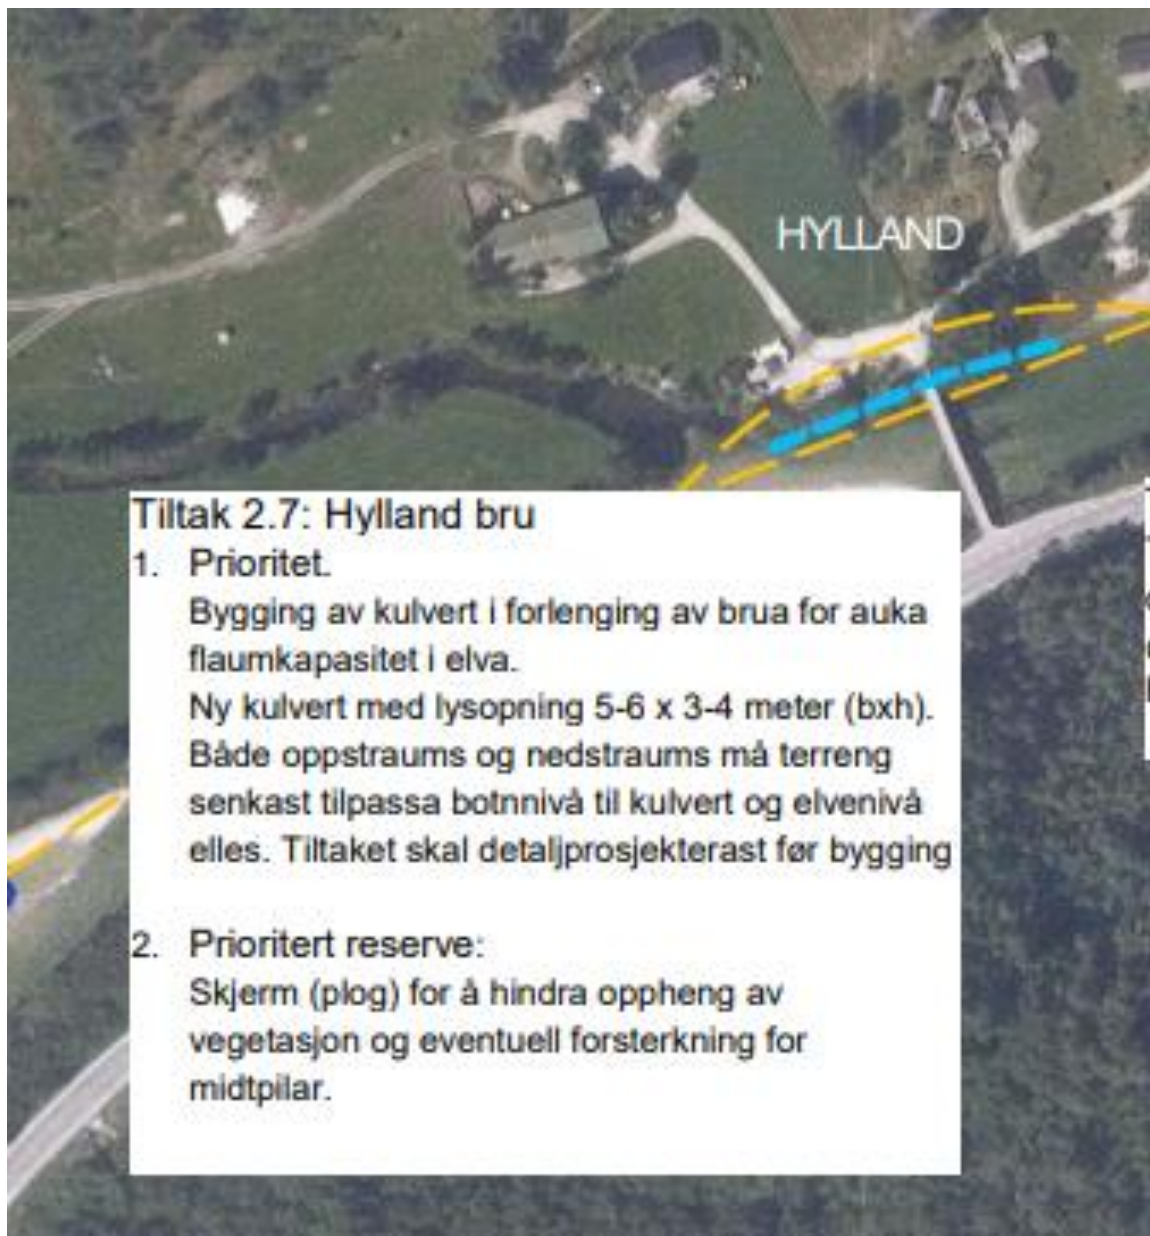 HYLLAND
Tiltak 2.7: Hylland bru
1. Prioritet.
Bygging av kulvert i forlenging av brua for auka
flaumkapasitet i elva.
Ny kulvert med lysopning 5-6 x 3-4 meter (bxh).
Både oppstraums og nedstraums må terreng
senkast tilpassa botnnivå til kulvert og elvenivå
elles. Tiltaket skal detaljprosjekterast før bygging
2. Prioritert reserve:
Skjerm (plog) for å hindra oppheng av
vegetasjon og eventuell forsterkning for
midtpilar.